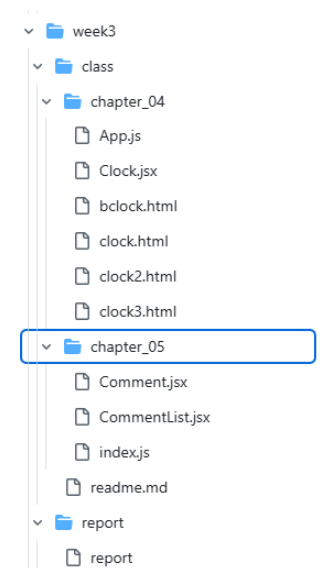 week3
class
chapter_04
App.js
Clock.jsx
bclock.html
clock.html
clock2.html
clock3.html
chapter_05
Comment.jsx
CommentList.jsx
index.js
readme.md
report
report